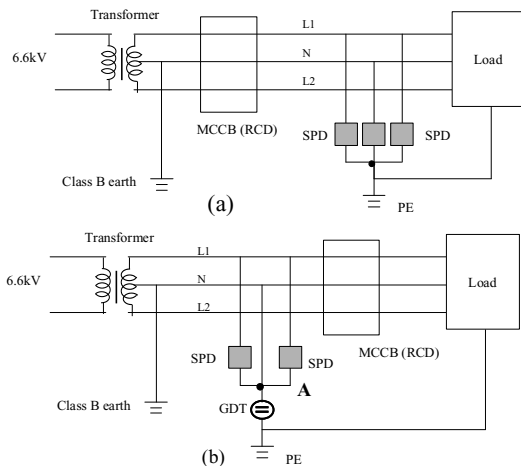 Transformer
L1
6.6kV
N
Load
L2
MCCB (RCD)
SPD
SPD
Class B earth
PE
(a)
Transformer
L1
6.6kV
N
Load
L2
MCCB (RCD)
SPD
SPD
A
Class B earth
GDT
PE
(b)